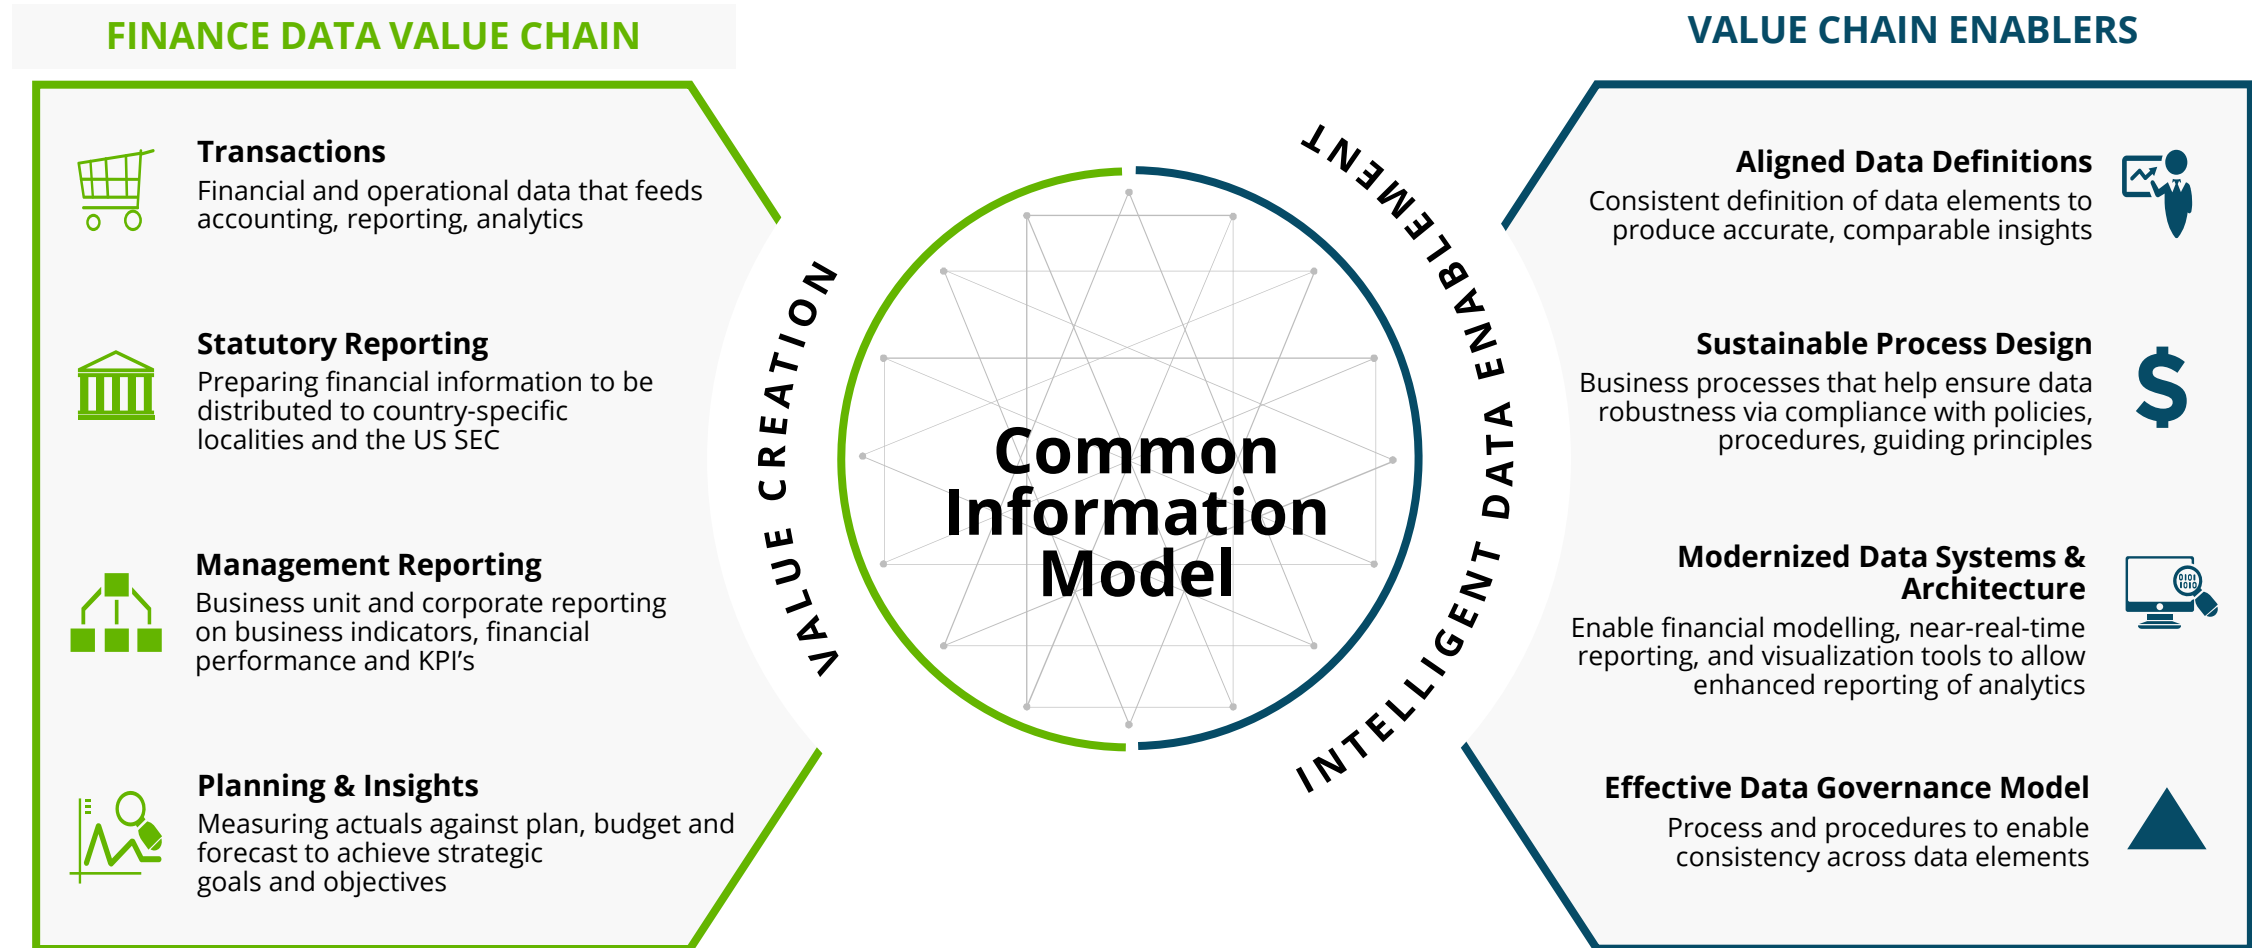 FINANCE DATA VALUE CHAIN
Transactions
Financial and operational data that feeds
accounting, reporting, analytics
Statutory Reporting
Preparing financial information to be
distributed to country-specific
localities and the US SEC
Management Reporting
Business unit and corporate reporting
on business indicators, financial
performance and KPI’s
Planning & Insights
Measuring actuals against plan, budget and
forecast to achieve strategic
goals and objectives
VALUE CREATION
Common
Information
Model
INTELLIGENT DATA ENABLEMENT
VALUE CHAIN ENABLERS
Aligned Data Definitions
Consistent definition of data elements to
produce accurate, comparable insights
Sustainable Process Design
Business processes that help ensure data
robustness via compliance with policies,
procedures, guiding principles
$
Modernized Data Systems &
Architecture
Enable financial modelling, near-real-time
reporting, and visualization tools to allow
enhanced reporting of analytics
0101
1010
Effective Data Governance Model
Process and procedures to enable
consistency across data elements